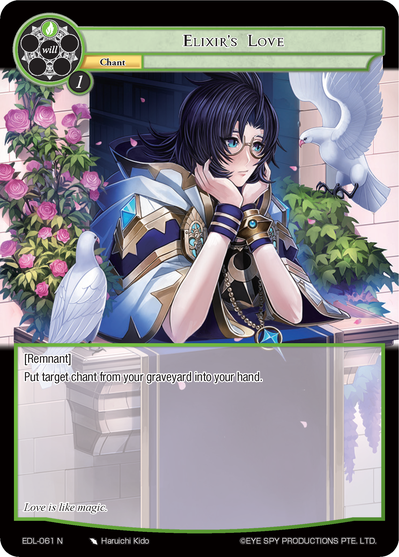 Elixir's Love
will
Chant
1
[Remnant]
Put target chant from your graveyard into your hand.
Love is like magic.
EDL-061 N Haruichi Kido ©EYE SPY PRODUCTIONS PTE. LTD.